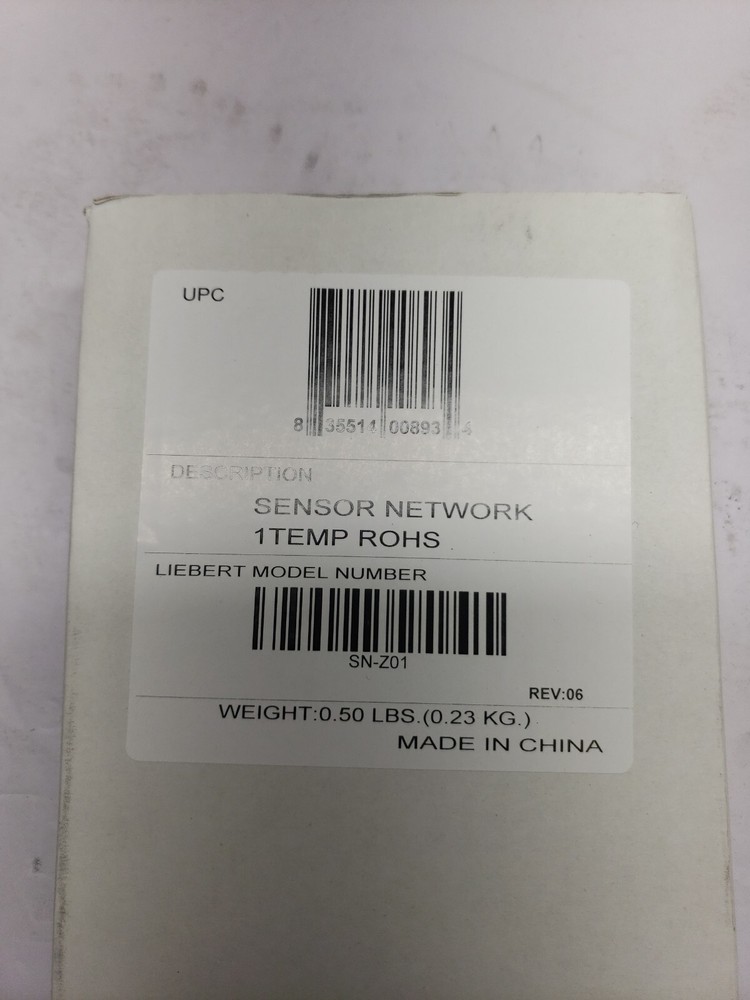 UPC
8 35511 00893 4
DESCRIPTION
SENSOR NETWORK
1TEMP ROHS
LIEBERT MODEL NUMBER
SN-Z01
REV:06
WEIGHT:0.50 LBS.(0.23 KG.)
MADE IN CHINA